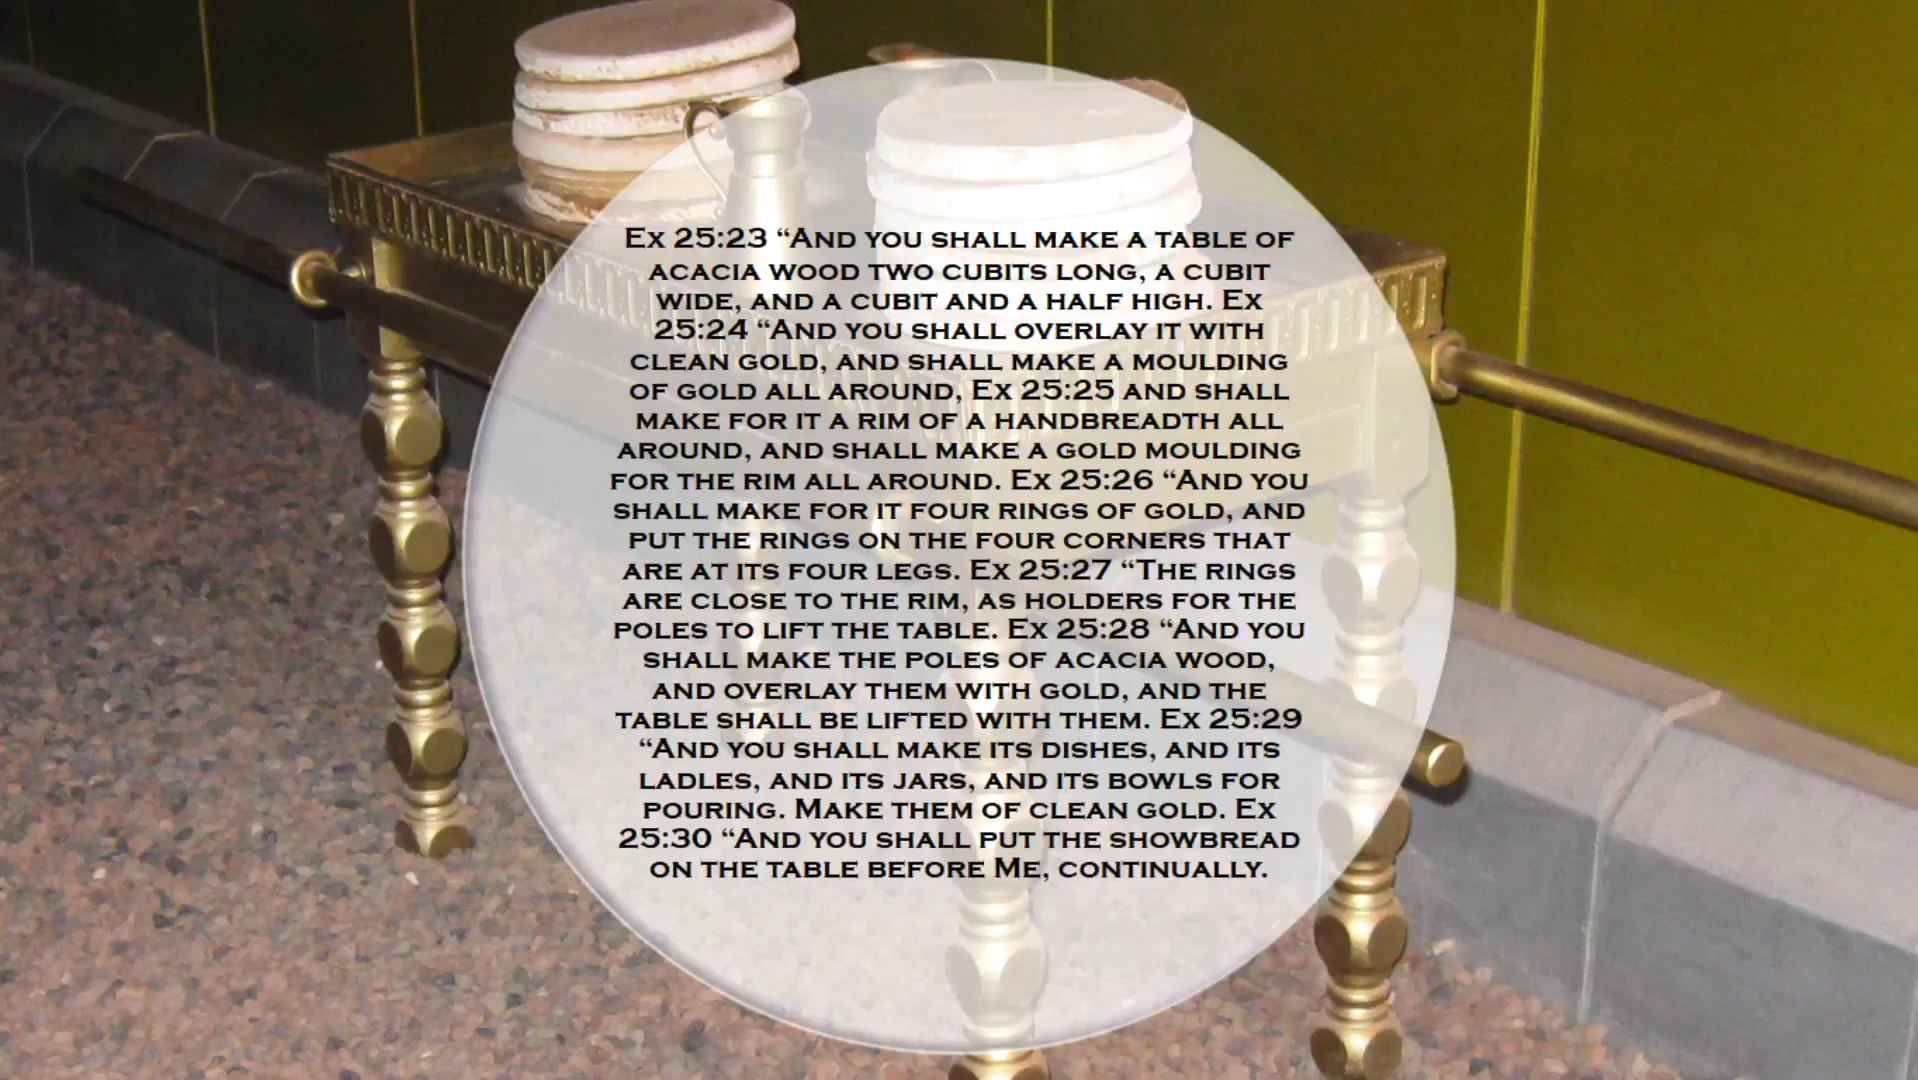 Ex 25:23 “And you shall make a table of
acacia wood two cubits long, a cubit
wide, and a cubit and a half high. Ex
25:24 “And you shall overlay it with
clean gold, and shall make a moulding
of gold all around, Ex 25:25 and shall
make for it a rim of a handbreadth all
around, and shall make a gold moulding
for the rim all around. Ex 25:26 “And you
shall make for it four rings of gold, and
put the rings on the four corners that
are at its four legs. Ex 25:27 “The rings
are close to the rim, as holders for the
poles to lift the table. Ex 25:28 “And you
shall make the poles of acacia wood,
and overlay them with gold, and the
table shall be lifted with them. Ex 25:29
“And you shall make its dishes, and its
ladles, and its jars, and its bowls for
pouring. Make them of clean gold. Ex
25:30 “And you shall put the showbread
on the table before Me, continually.